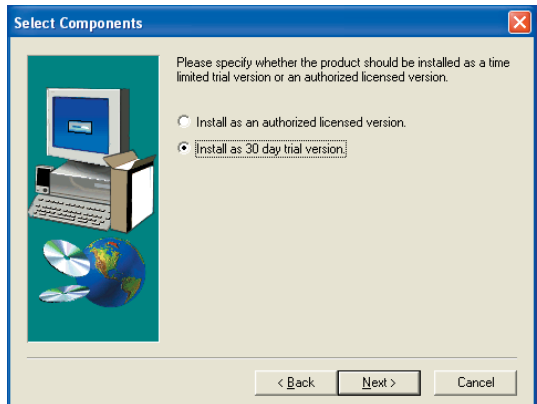 Select Components
Please specify whether the product should be installed as a time
limited trial version or an authorized licensed version.
Install as an authorized licensed version.
Install as 30 day trial version.
< Back
Next >
Cancel